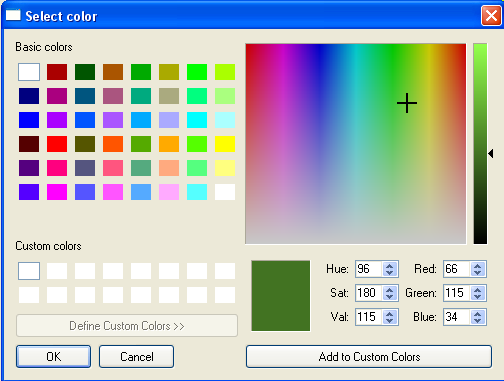 Select color
Basic colors
Custom colors
Hue: 96 Red: 66
Sat: 180 Green: 115
Val: 115 Blue: 34
Define Custom Colors >>
OK Cancel Add to Custom Colors